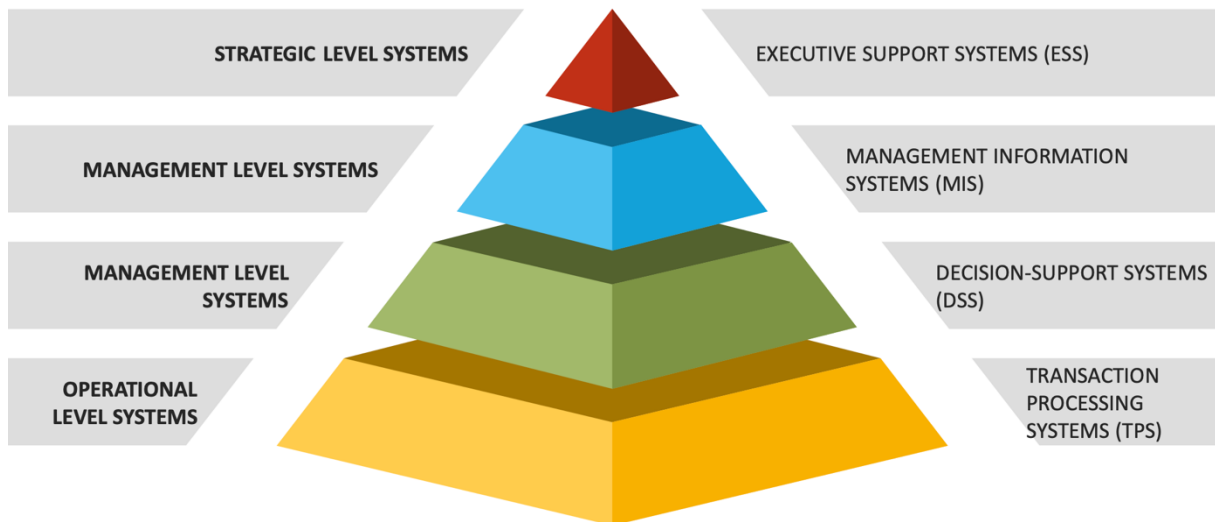 STRATEGIC LEVEL SYSTEMS
EXECUTIVE SUPPORT SYSTEMS (ESS)
MANAGEMENT LEVEL SYSTEMS
MANAGEMENT INFORMATION
SYSTEMS (MIS)
MANAGEMENT LEVEL
SYSTEMS
DECISION-SUPPORT SYSTEMS
(DSS)
OPERATIONAL
LEVEL SYSTEMS
TRANSACTION
PROCESSING
SYSTEMS (TPS)